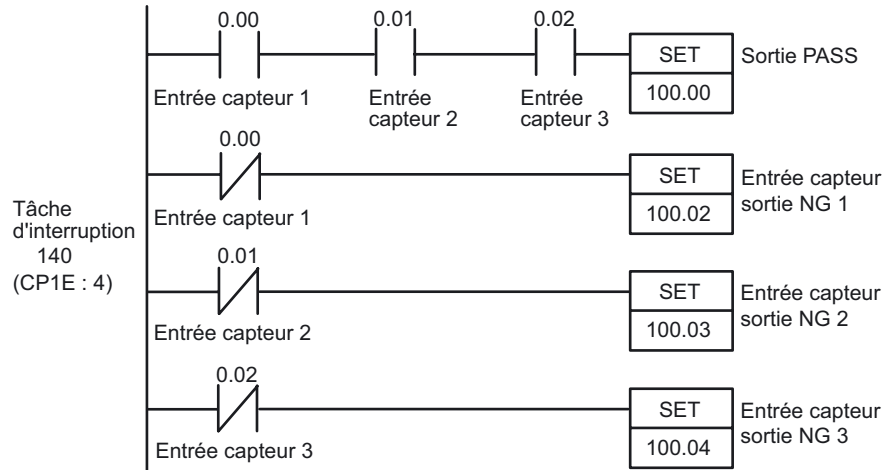 0.00 0.01 0.02
SET Sortie PASS
100.00
Entrée capteur 1
Entrée
capteur 2
Entrée
capteur 3
0.00
SET
100.02
Entrée capteur
sortie NG 1
Entrée capteur 1
Tâche
d'interruption
140
(CP1E : 4)
0.01
SET
100.03
Entrée capteur
sortie NG 2
Entrée capteur 2
0.02
SET
100.04
Entrée capteur
sortie NG 3
Entrée capteur 3